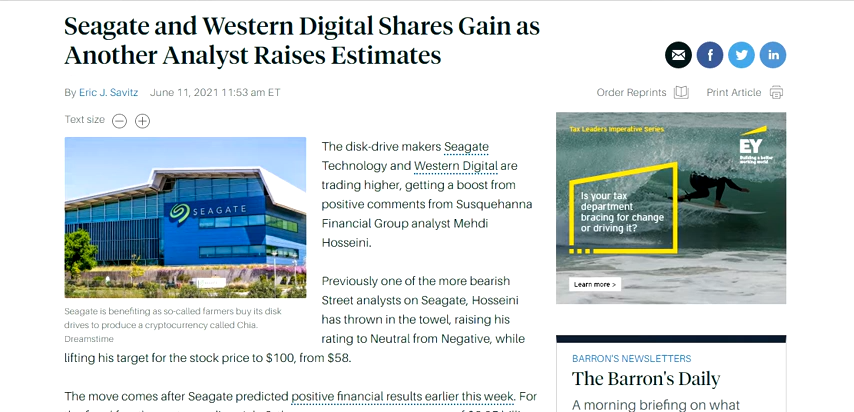 Seagate and Western Digital Shares Gain as
Another Analyst Raises Estimates
By Eric J. Savitz June 11, 2021 11:53 am ET
Order Reprints Print Article
Text size
SEAGATE
The disk-drive makers Seagate
Technology and Western Digital are
trading higher, getting a boost from
positive comments from Susquehanna
Financial Group analyst Mehdi
Hosseini.
Previously one of the more bearish
Street analysts on Seagate, Hosseini
has thrown in the towel, raising his
rating to Neutral from Negative, while
lifting his target for the stock price to $100, from $58.
Seagate is benefiting as so-called farmers buy its disk
drives to produce a cryptocurrency called Chia.
Dreamstime
The move comes after Seagate predicted positive financial results earlier this week. For
Tax Leaders Imperative Series
EY
Building a better
working world
Is your tax
department
bracing for change
or driving it?
Learn more >
BARRON'S NEWSLETTERS
The Barron's Daily
A morning briefing on what